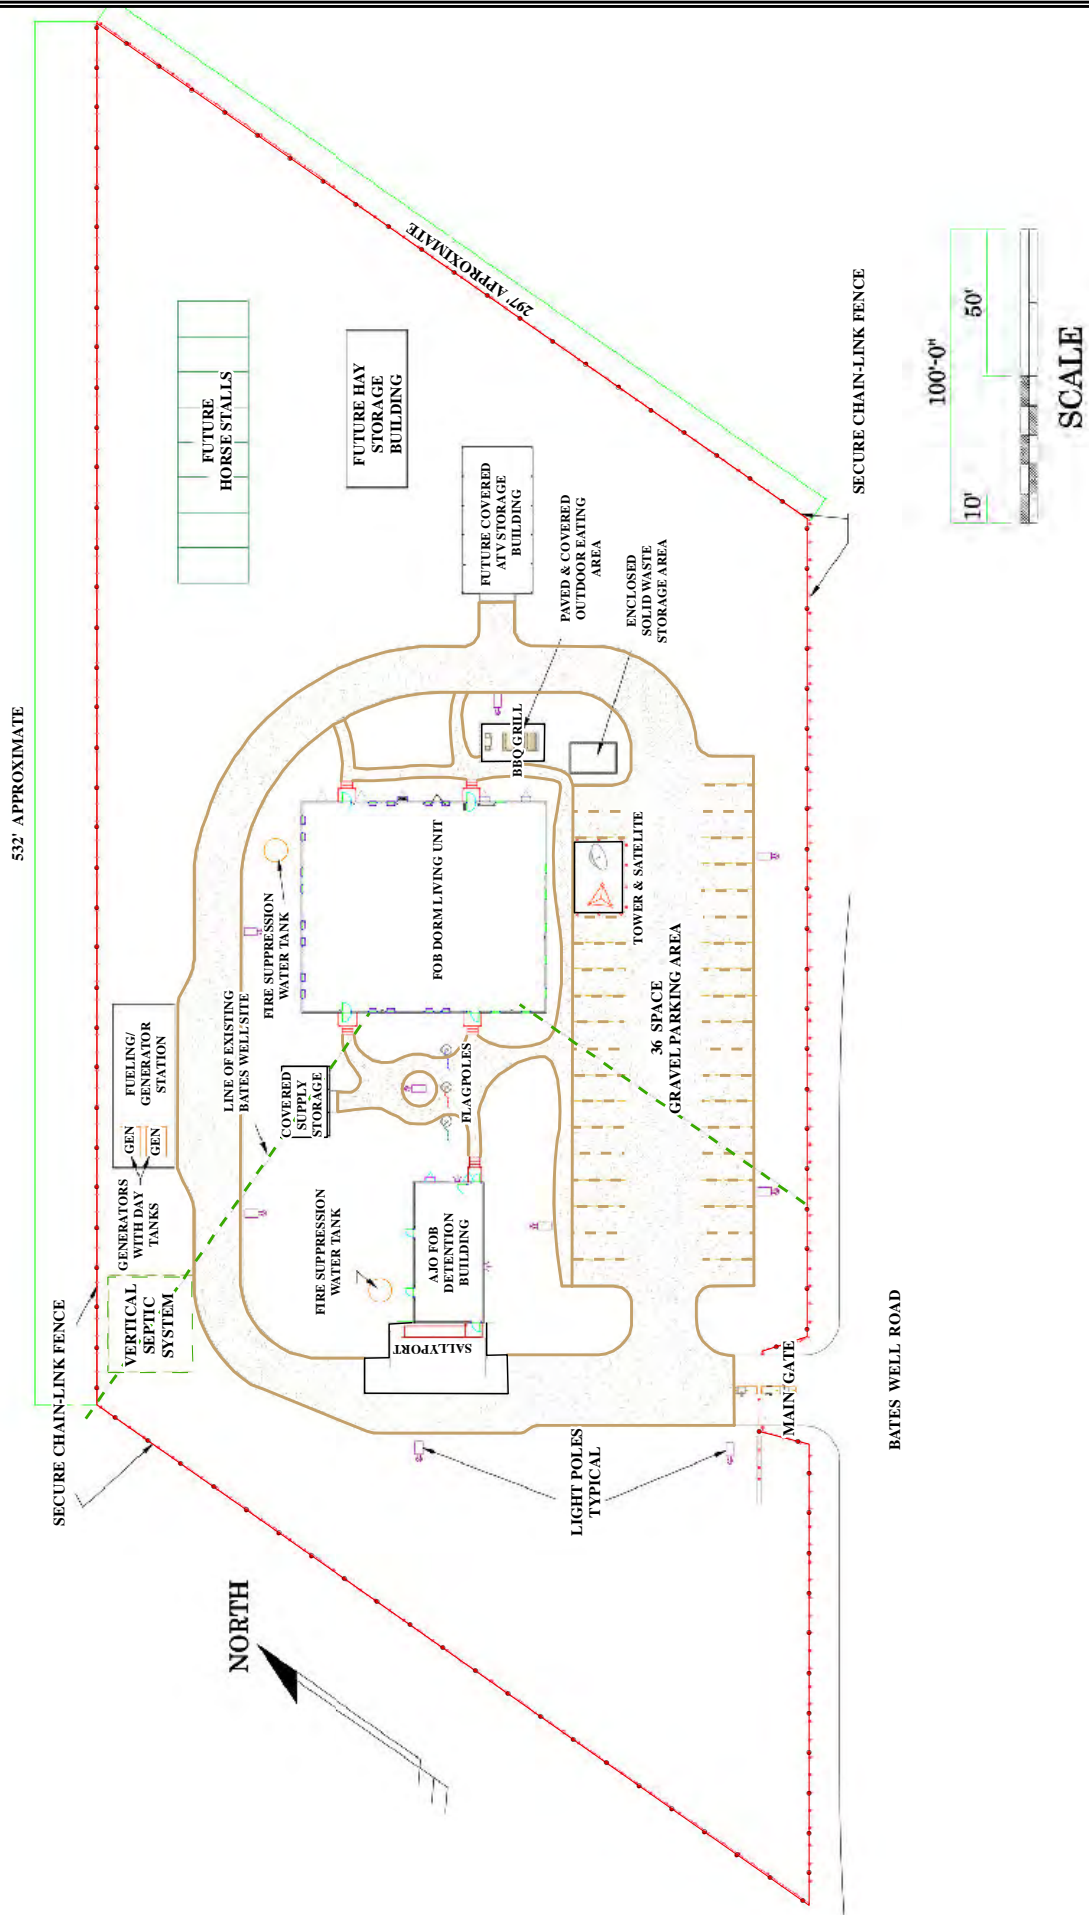 532' APPROXIMATE
297' APPROXIMATE
FUTURE
HORSE STALLS
FUTURE HAY
STORAGE
BUILDING
FUTURE COVERED
ATV STORAGE
BUILDING
PAVED & COVERED
OUTDOOR EATING
AREA
ENCLOSED
SOLID WASTE
STORAGE AREA
SECURE CHAIN-LINK FENCE
100'-0"
50'
10'
SCALE
BBQ GRILL
FIRE SUPPRESSION
WATER TANK
FOB DORM LIVING UNIT
TOWER & SATELITE
36 SPACE
GRAVEL PARKING AREA
LINE OF EXISTING
BATES WELL SITE
FUELING/
GENERATOR
STATION
GEN
GEN
GENERATORS
WITH DAY
TANKS
COVERED
SUPPLY
STORAGE
FLAGPOLES
FIRE SUPPRESSION
WATER TANK
AJO FOB
DETENTION
BUILDING
SALLYPORT
VERTICAL
SEPTIC
SYSTEM
SECURE CHAIN-LINK FENCE
MAIN GATE
BATES WELL ROAD
LIGHT POLES
TYPICAL
NORTH